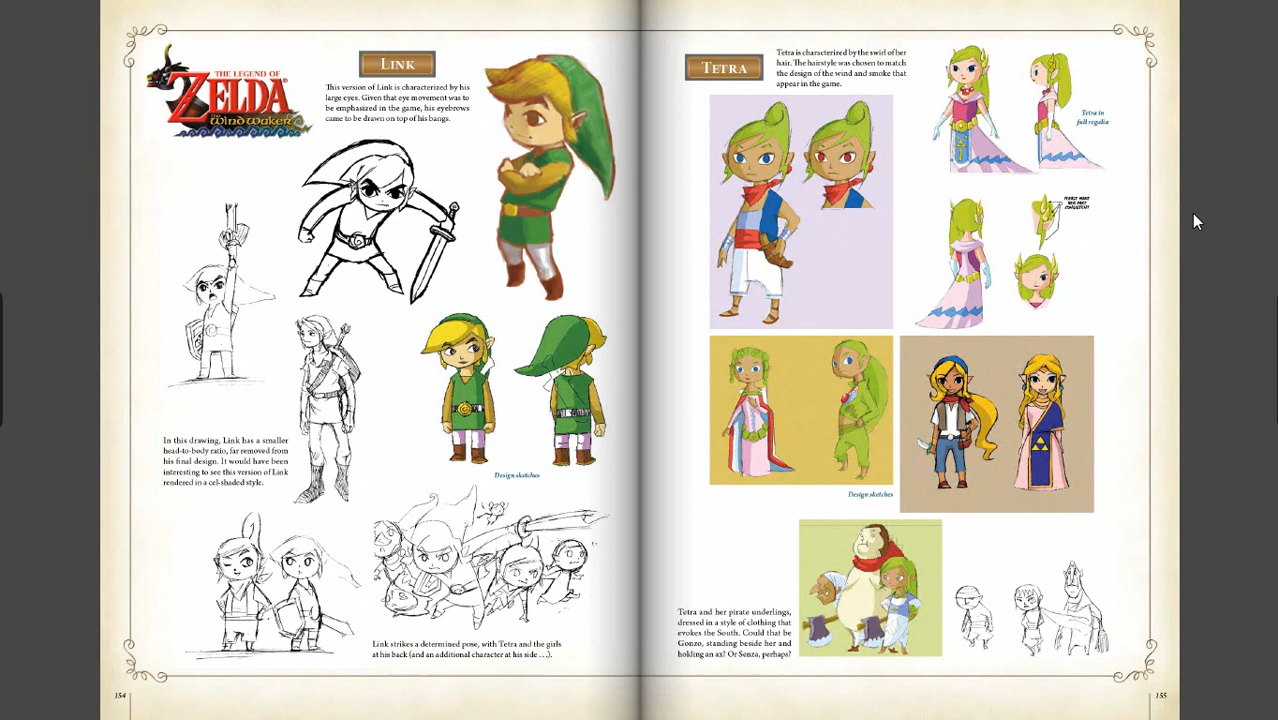 THE LEGEND OF
ZELDA
The Wind Waker
LINK
This version of Link is characterized by his
large eyes. Given that eye movement was to
be emphasized in the game, his eyebrows
came to be drawn on top of his bangs.
In this drawing, Link has a smaller
head-to-body ratio, far removed from
his final design. It would have been
interesting to see this version of Link
rendered in a cel-shaded style.
Design sketches
Link strikes a determined pose, with Tetra and the girls
at his back (and an additional character at his side . . .).
154
TETRA
Tetra is characterized by the swirl of her
hair. The hairstyle was chosen to match
the design of the wind and smoke that
appear in the game.
Tetra in
full regalia
Design sketches
Tetra and her pirate underlings,
dressed in a style of clothing that
evokes the South. Could that be
Gonzo, standing beside her and
holding an ax? Or Senza, perhaps?
155